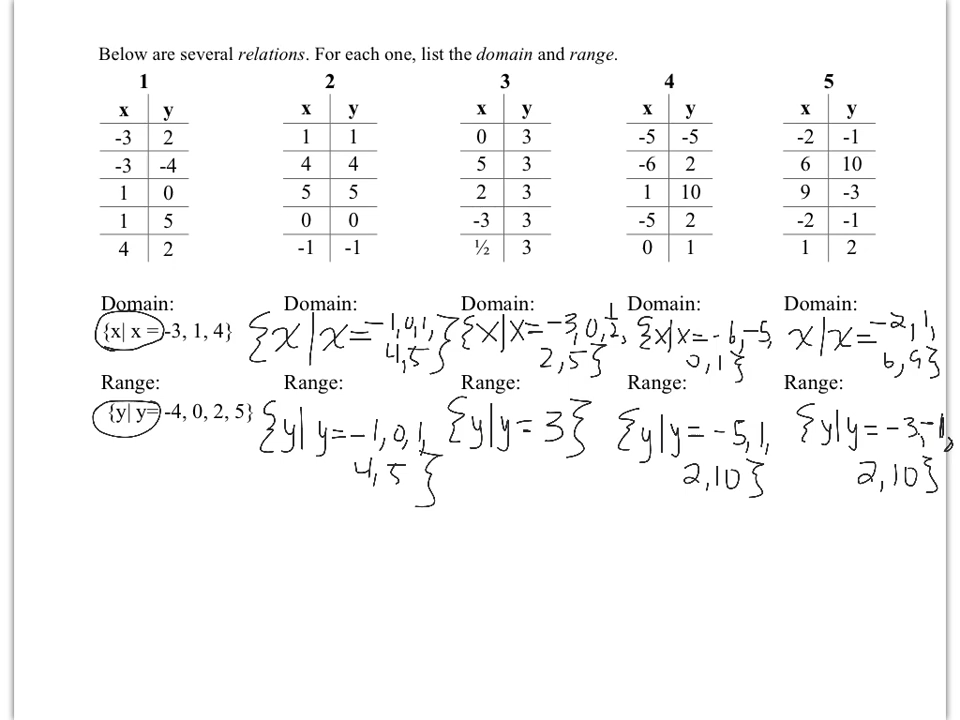 Below are several relations. For each one, list the domain and range.
1 2 3 4 5
x y x y x y x y x y
-3 2 1 1 0 3 -5 -5 -2 -1
-3 -4 4 4 5 3 -6 2 6 10
1 0 5 5 2 3 1 10 9 -3
1 5 0 0 -3 3 -5 2 -2 -1
4 2 -1 -1 ½ 3 0 1 1 2
Domain: Domain: Domain: Domain: Domain:
{x| x = -3, 1, 4} {x|x=-1,0,1, {x|x=-3,0,½, {x|x=-6,-5, x|x=-2,1,
4,5} 2,5} 0,1} 6,9}
Range: Range: Range: Range: Range:
{y| y= -4, 0, 2, 5} {y|y=-1,0,1, {y|y=3} {y|y=-5,1, {y|y=-3,-1,
4,5} 2,10} 2,10}